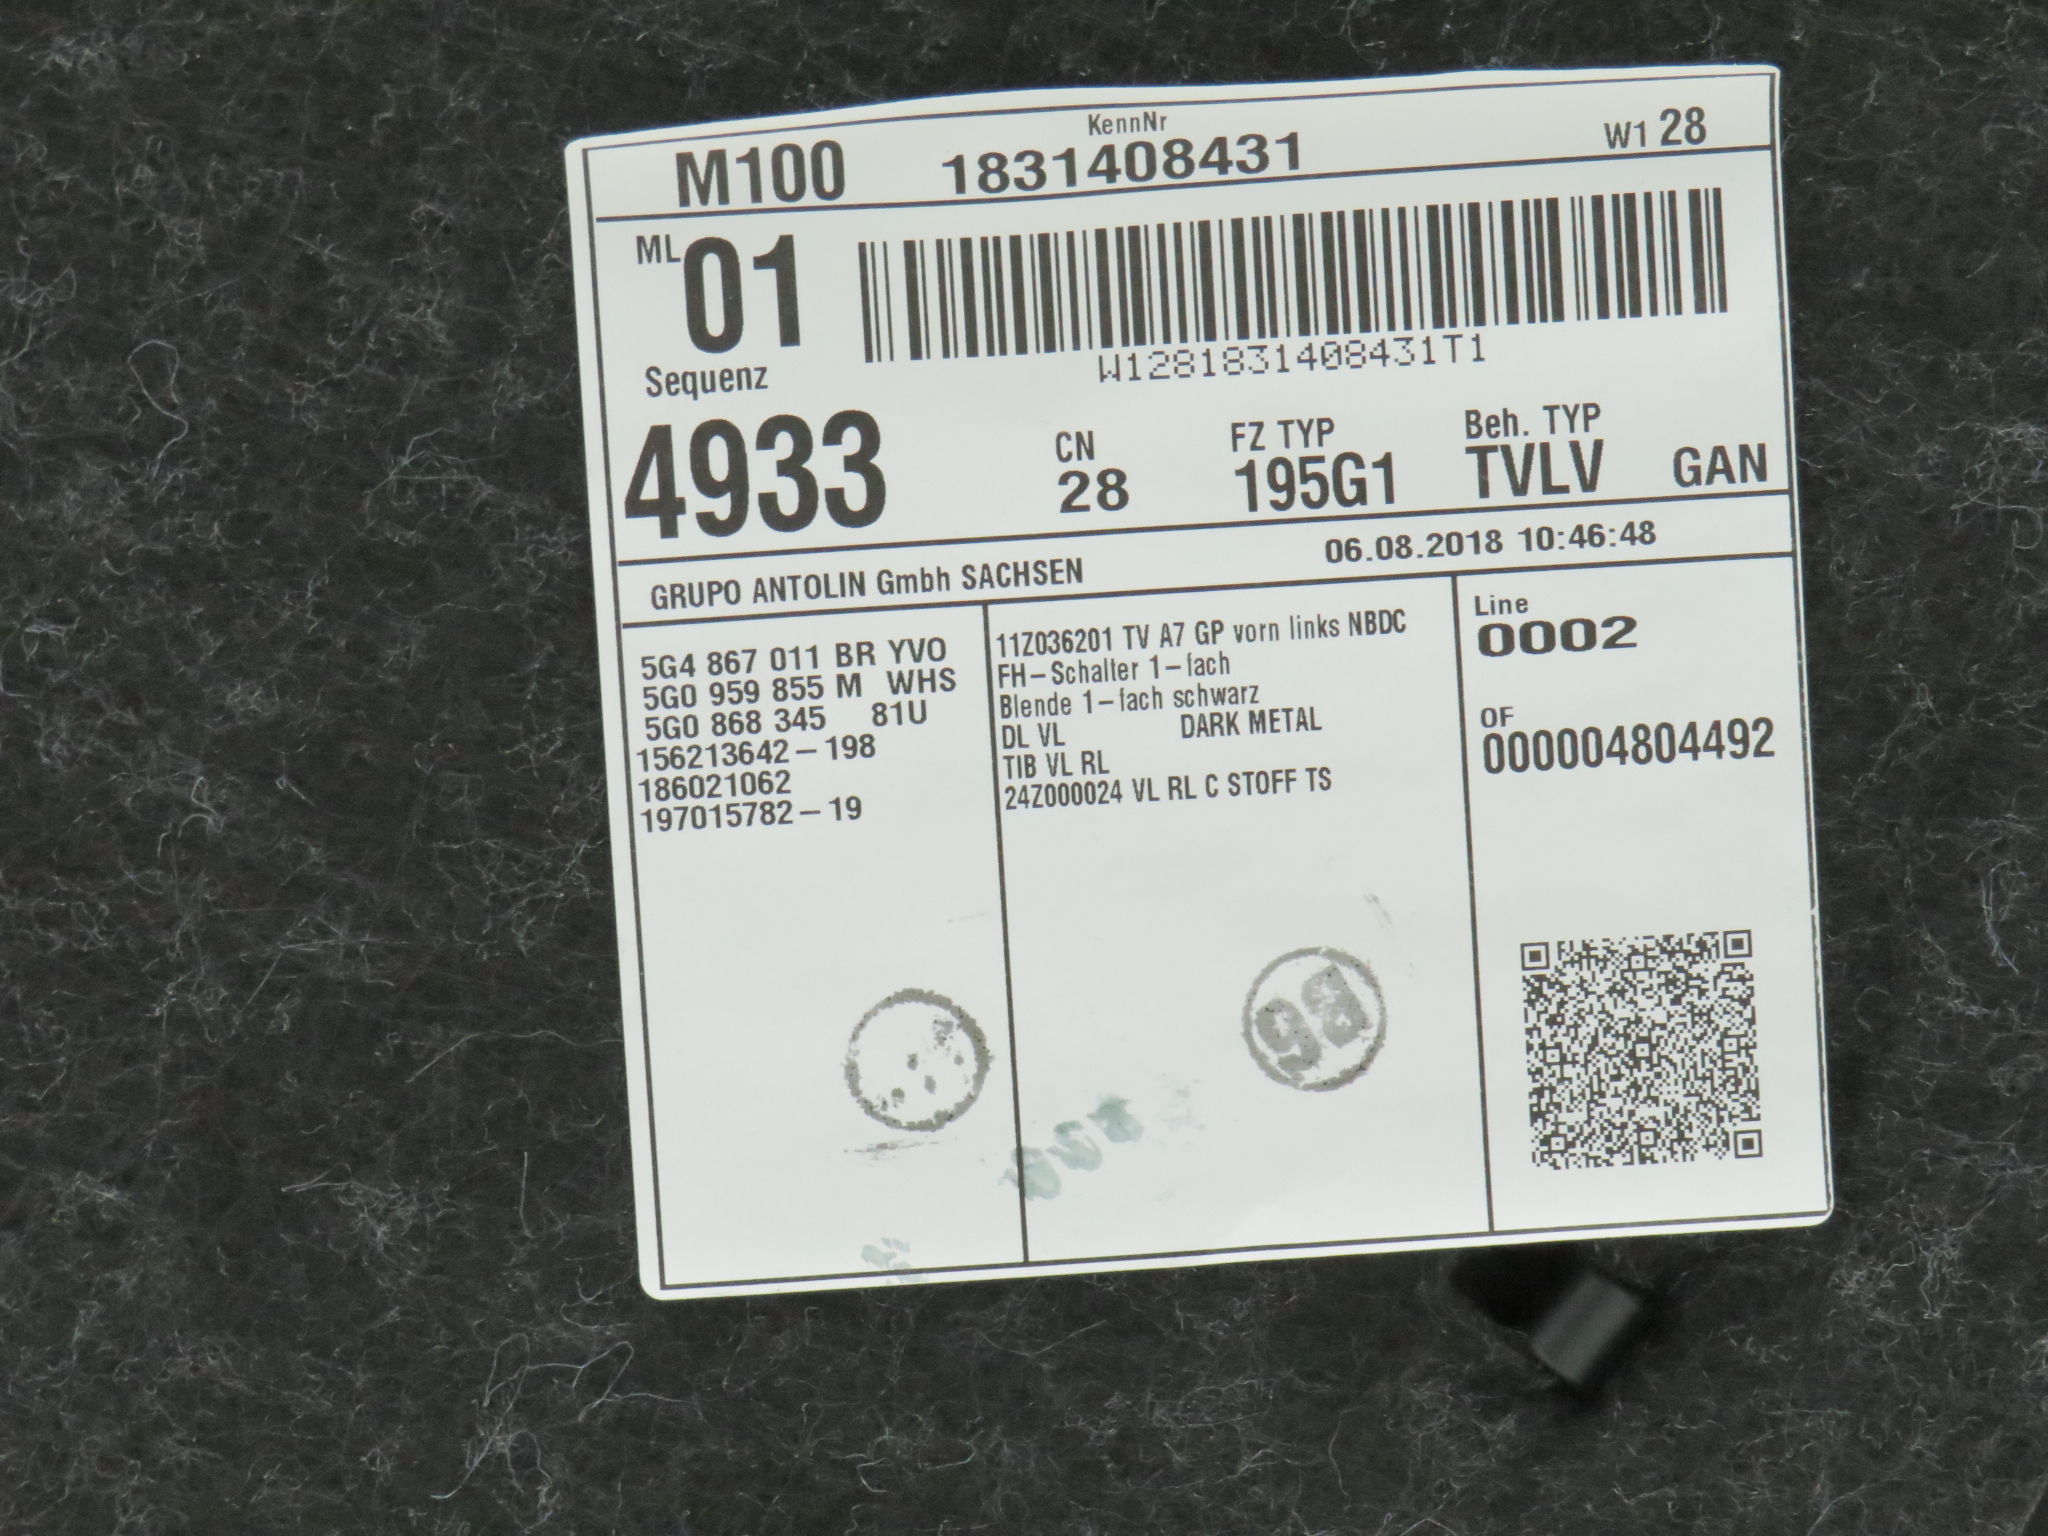 KennNr
M100 1831408431 W1 28
ML 01
W1281831408431T1
Sequenz
4933
CN 28
FZ TYP 195G1
Beh. TYP TVLV
GAN
GRUPO ANTOLIN Gmbh SACHSEN 06.08.2018 10:46:48
5G4 867 011 BR YVO
5G0 959 855 M WHS
5G0 868 345 81U
156213642-198
186021062
197015782-19
11Z036201 TV A7 GP vorn links NBDC
FH-Schalter 1-fach
Blende 1-fach schwarz
DL VL DARK METAL
TIB VL RL
24Z000024 VL RL C STOFF TS
Line
0002
OF
000004804492